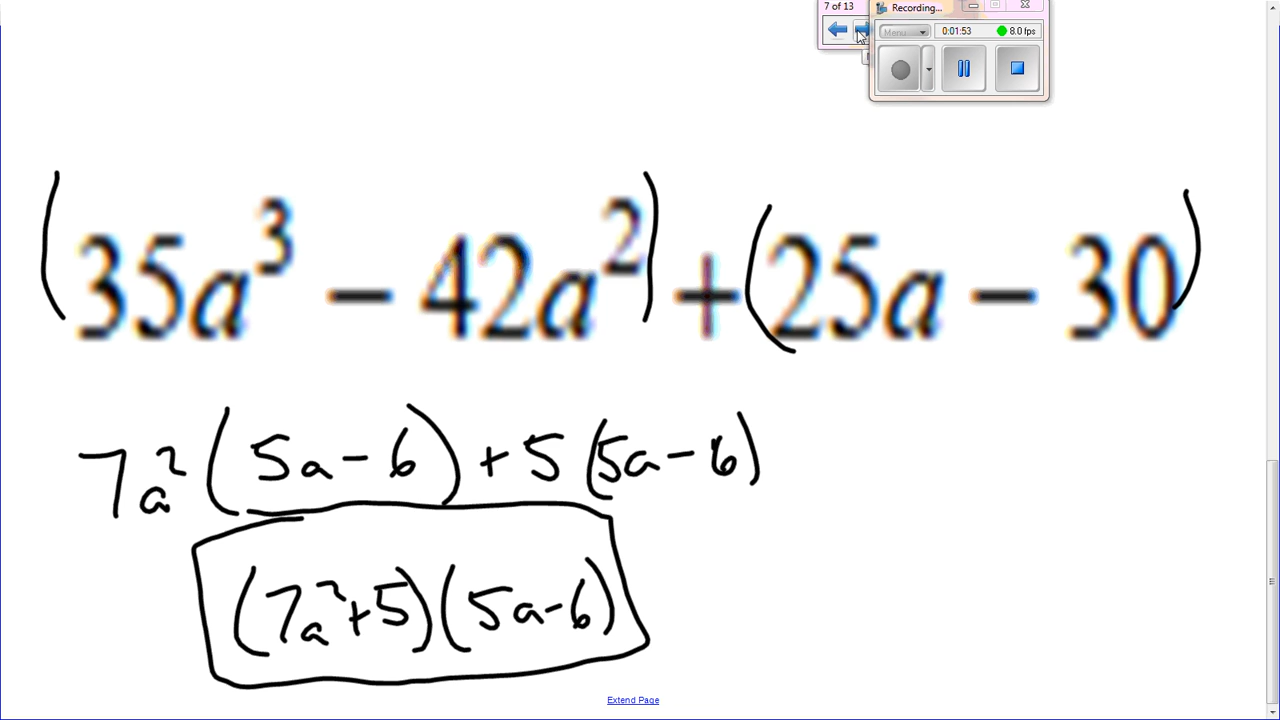 7 of 13
Recording...
Menu
0:01:53
8.0 fps
(35a³ − 42a²) + (25a − 30)
7a² (5a − 6) + 5 (5a − 6)
(7a² + 5)(5a − 6)
Extend Page